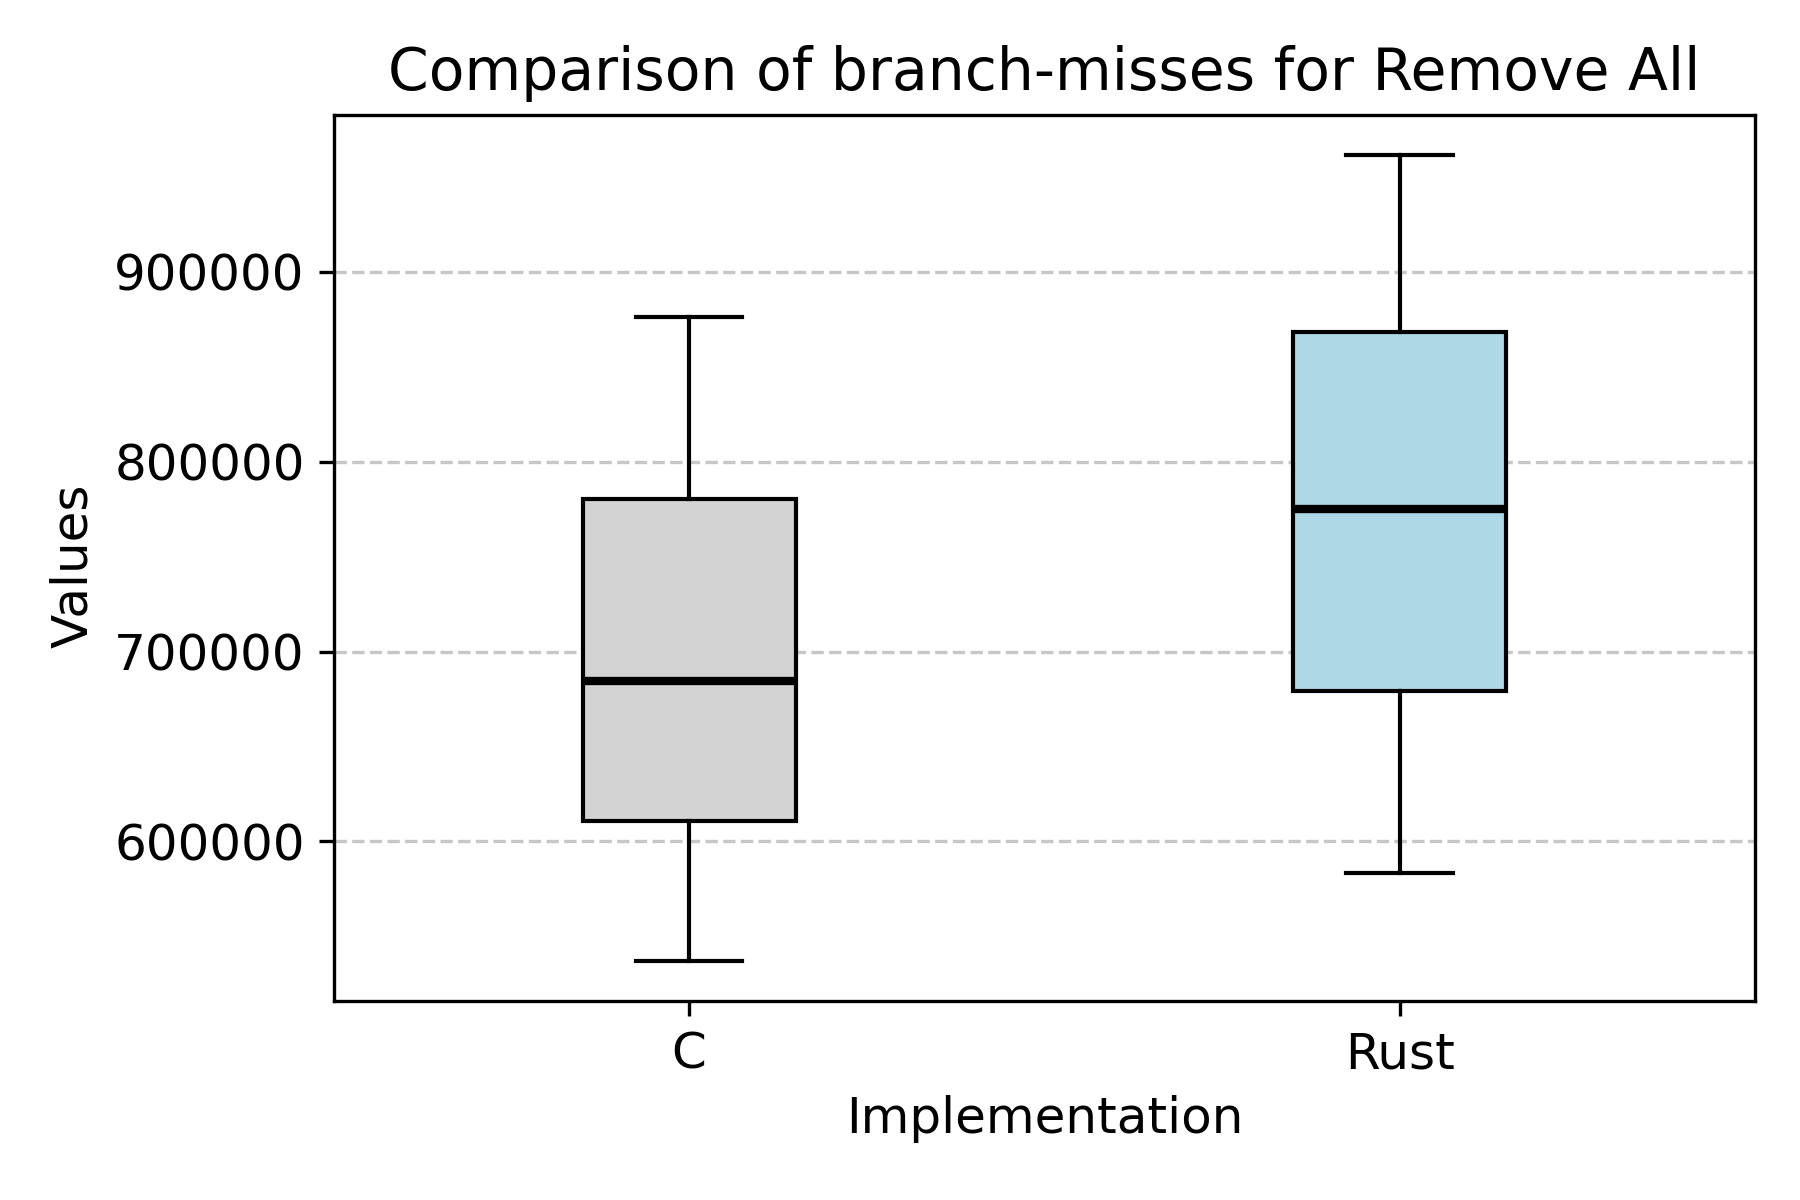 Comparison of branch-misses for Remove All
Values
900000
800000
700000
600000
C
Rust
Implementation